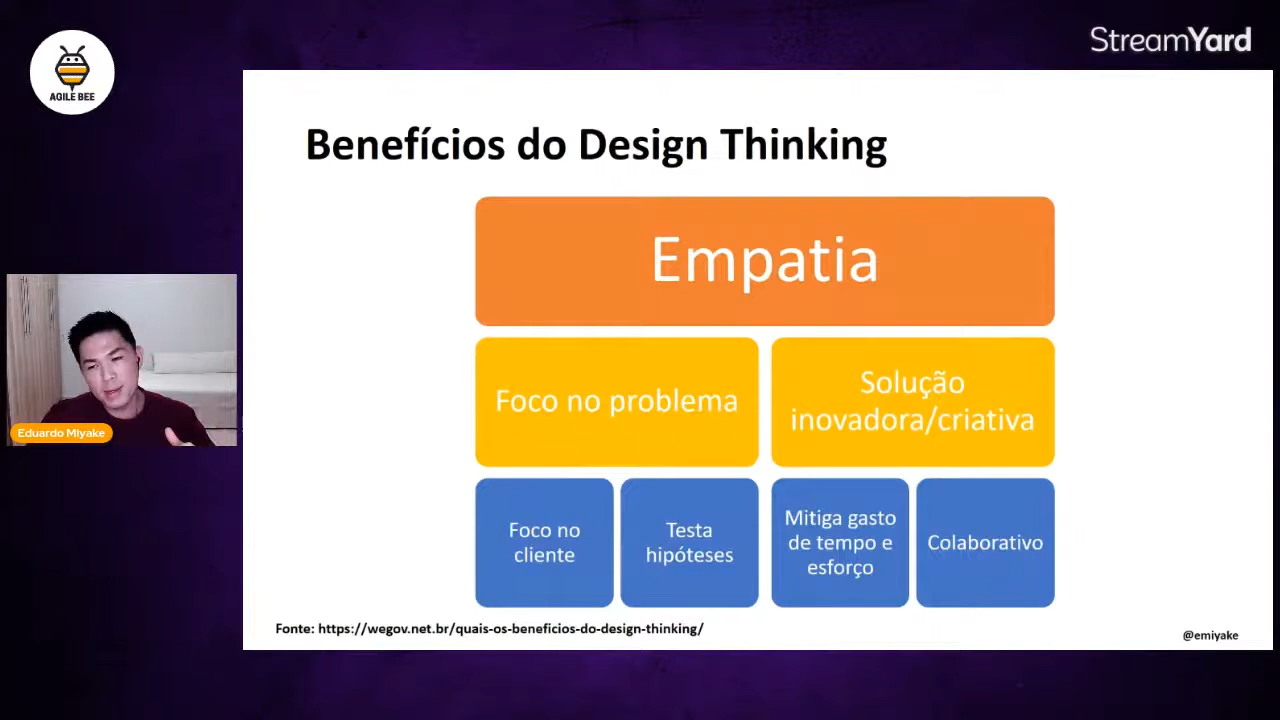 StreamYard
AGILE BEE
Benefícios do Design Thinking
Empatia
Foco no problema
Solução
inovadora/criativa
Foco no
cliente
Testa
hipóteses
Mitiga gasto
de tempo e
esforço
Colaborativo
Eduardo Miyake
Fonte: https://wegov.net.br/quais-os-beneficios-do-design-thinking/
@emiyake